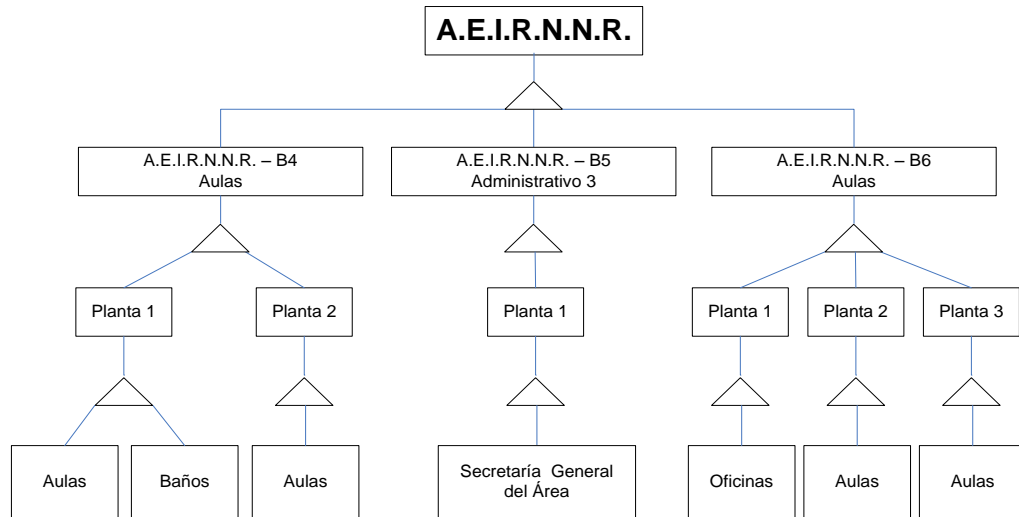 A.E.I.R.N.N.R.
A.E.I.R.N.N.R. – B4
Aulas
A.E.I.R.N.N.R. – B5
Administrativo 3
A.E.I.R.N.N.R. – B6
Aulas
Planta 1
Planta 2
Planta 1
Planta 1
Planta 2
Planta 3
Aulas
Baños
Aulas
Secretaría General
del Área
Oficinas
Aulas
Aulas